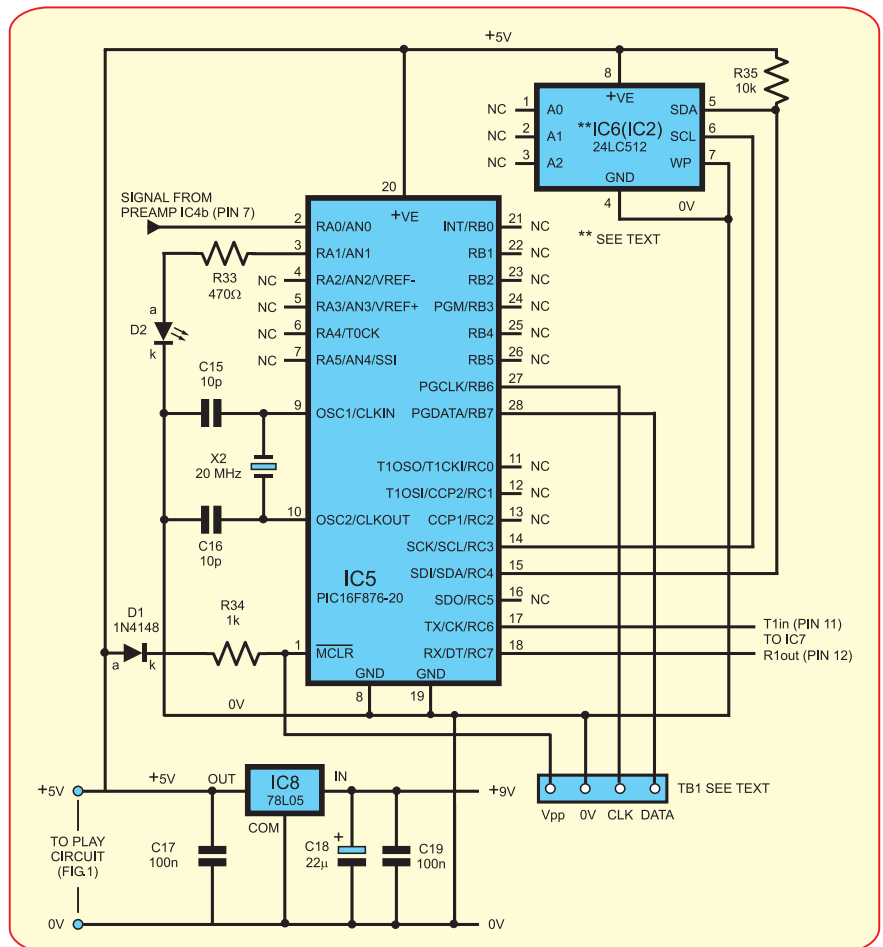 +5V
R35
10k
8
+VE
NC 1 A0
NC 2 A1
NC 3 A2
**IC6(IC2)
24LC512
SDA 5
SCL 6
WP 7
GND
4
0V
** SEE TEXT
SIGNAL FROM
PREAMP IC4b (PIN 7)
20
+VE
2 RA0/AN0
3 RA1/AN1
R33
470Ω
NC 4 RA2/AN2/VREF-
NC 5 RA3/AN3/VREF+
NC 6 RA4/T0CK
NC 7 RA5/AN4/SSI
a
D2
k
C15
10p
9 OSC1/CLKIN
X2
20 MHz
10 OSC2/CLKOUT
C16
10p
IC5
PIC16F876-20
D1
1N4148
a k
R34
1k
1 MCLR
GND
8
GND
19
INT/RB0 21 NC
RB1 22 NC
RB2 23 NC
PGM/RB3 24 NC
RB4 25 NC
RB5 26 NC
PGCLK/RB6 27
PGDATA/RB7 28
T1OSO/T1CKI/RC0 11 NC
T1OSI/CCP2/RC1 12 NC
CCP1/RC2 13 NC
SCK/SCL/RC3 14
SDI/SDA/RC4 15
SDO/RC5 16 NC
TX/CK/RC6 17
RX/DT/RC7 18
T1in (PIN 11)
TO IC7
R1out (PIN 12)
0V
+5V
+5V
OUT
IC8
78L05
IN
COM
+9V
TB1 SEE TEXT
Vpp 0V CLK DATA
TO PLAY
CIRCUIT
(FIG.1)
C17
100n
+
C18
22µ
C19
100n
0V
0V